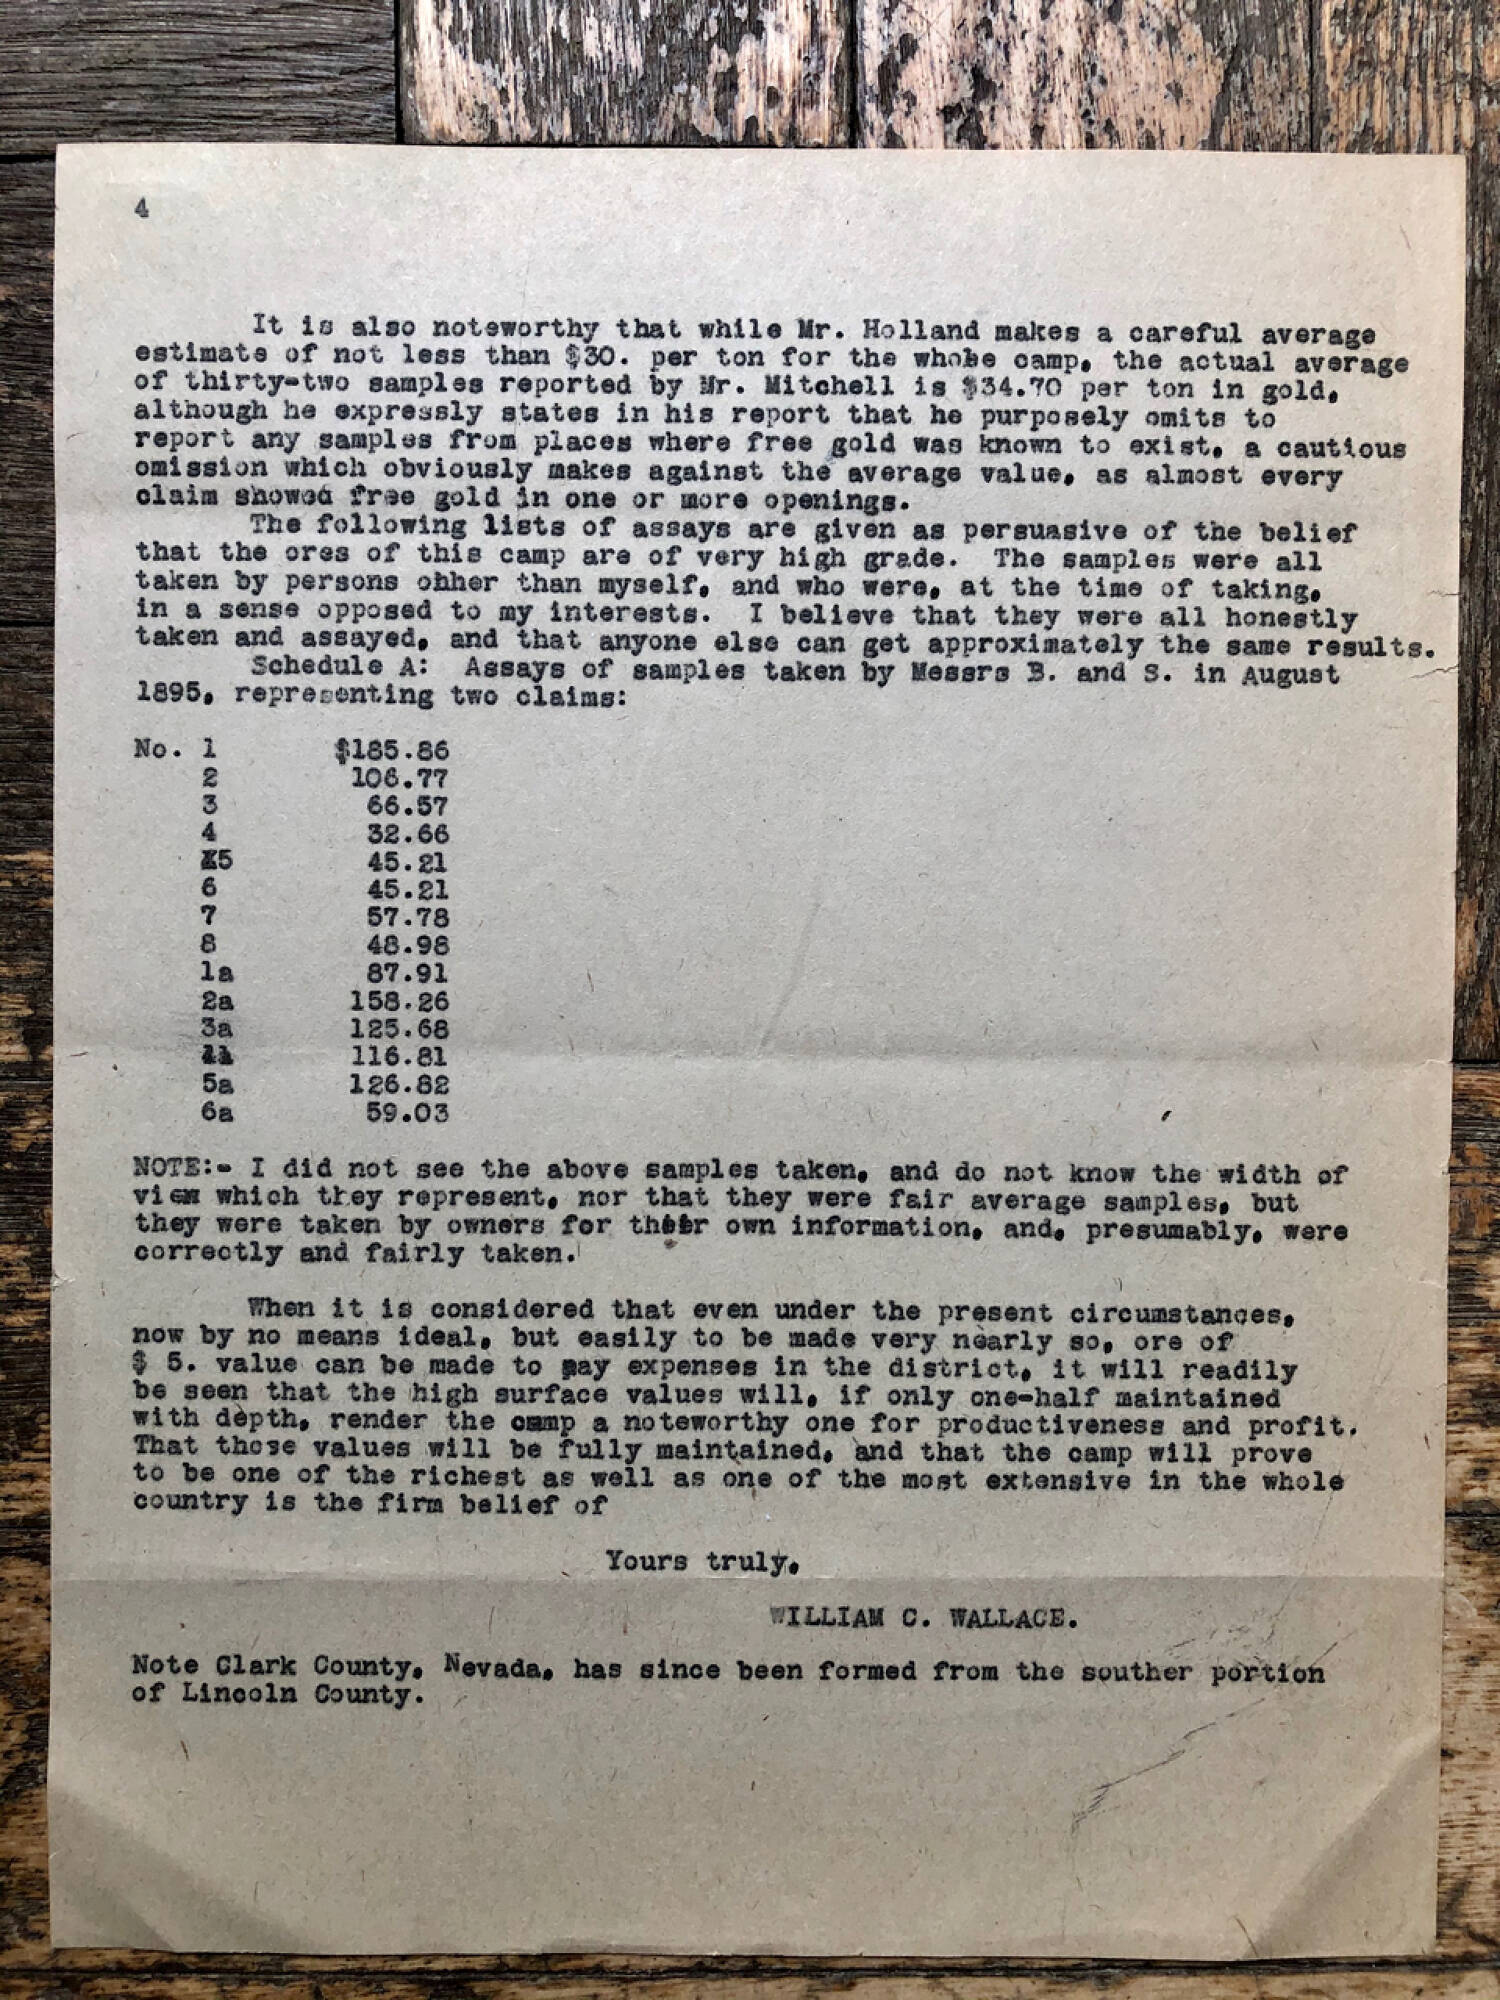 4
It is also noteworthy that while Mr. Holland makes a careful average
estimate of not less than $30. per ton for the whobe camp, the actual average
of thirty-two samples reported by Mr. Mitchell is $34.70 per ton in gold,
although he expressly states in his report that he purposely omits to
report any samples from places where free gold was known to exist, a cautious
omission which obviously makes against the average value, as almost every
claim showed free gold in one or more openings.
The following lists of assays are given as persuasive of the belief
that the ores of this camp are of very high grade. The samples were all
taken by persons ohher than myself, and who were, at the time of taking,
in a sense opposed to my interests. I believe that they were all honestly
taken and assayed, and that anyone else can get approximately the same results.
Schedule A: Assays of samples taken by Messrs B. and S. in August
1895, representing two claims:
No. 1 $185.86
2 106.77
3 66.57
4 32.66
5 45.21
6 45.21
7 57.78
8 48.98
1a 87.91
2a 158.26
3a 125.68
116.81
5a 126.82
6a 59.03
NOTE:- I did not see the above samples taken, and do not know the width of
view which they represent, nor that they were fair average samples, but
they were taken by owners for their own information, and, presumably, were
correctly and fairly taken.
When it is considered that even under the present circumstances,
now by no means ideal, but easily to be made very nearly so, ore of
$ 5. value can be made to pay expenses in the district, it will readily
be seen that the high surface values will, if only one-half maintained
with depth, render the camp a noteworthy one for productiveness and profit.
That those values will be fully maintained, and that the camp will prove
to be one of the richest as well as one of the most extensive in the whole
country is the firm belief of
Yours truly,
WILLIAM C. WALLACE.
Note Clark County, Nevada, has since been formed from the souther portion
of Lincoln County.